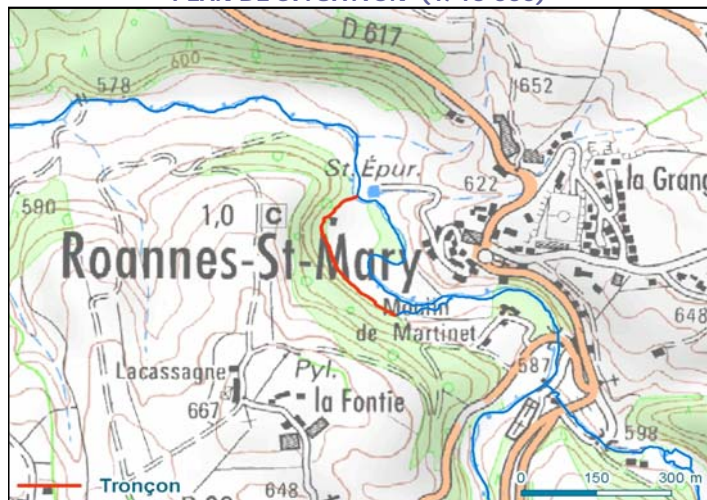 D 617
578
600
652
St. Épur.
622
la Grang
590
1,0 C
Roannes-St-Mary
Moulin
de Martinet
648
587
Lacassagne
Pyl.
667
la Fontie
598
648
Tronçon
0 150 300 m